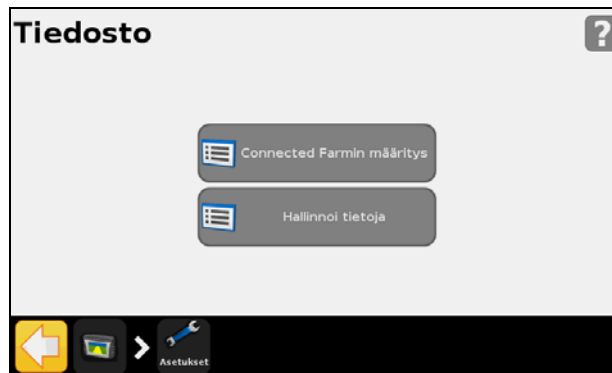 Tiedosto
?
Connected Farmin määritys
Hallinnoi tietoja
Asetukset